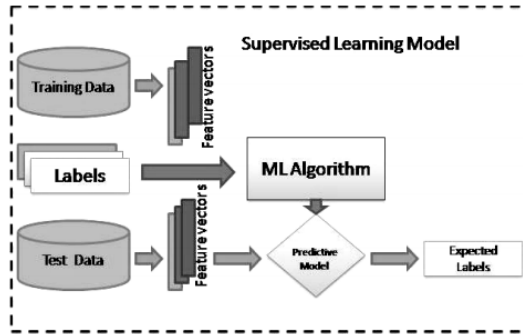 Supervised Learning Model
Training Data
Feature vectors
Labels
ML Algorithm
Test Data
Feature vectors
Predictive
Model
Expected
Labels